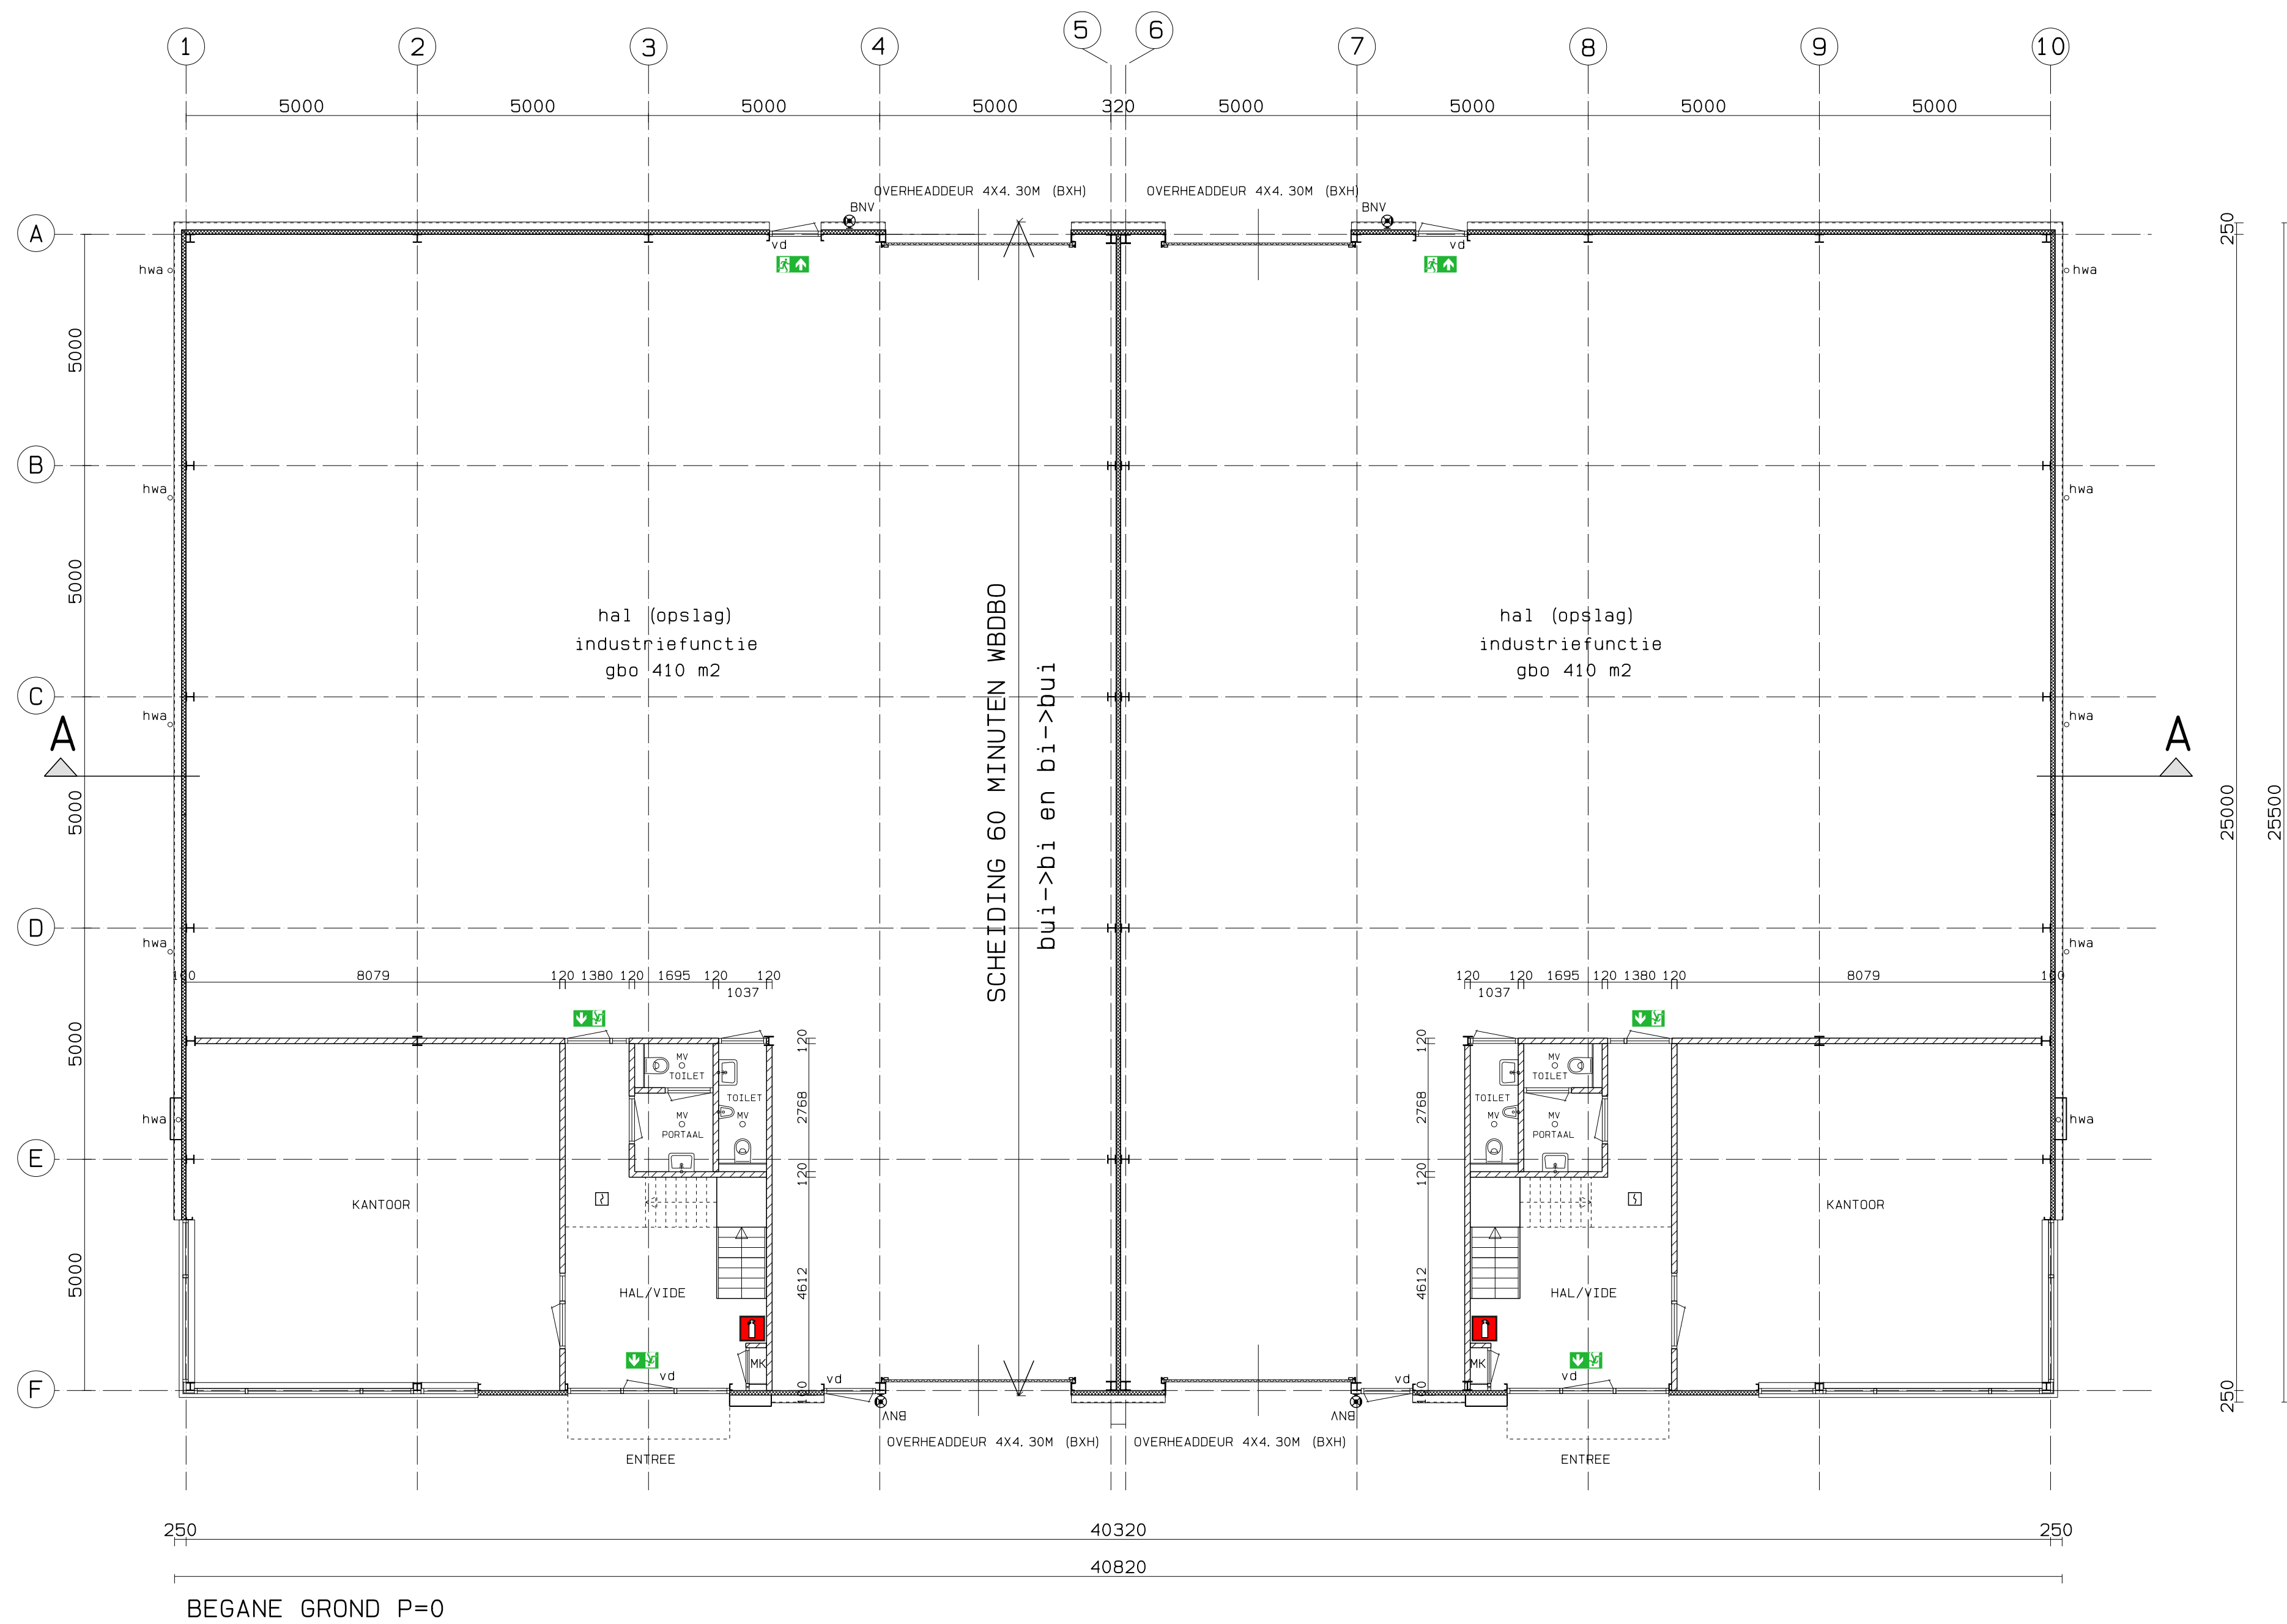 1 2 3 4 5 6 7 8 9 10
5000 5000 5000 5000 320 5000 5000 5000 5000
OVERHEADDEUR 4X4.30M (BXH) OVERHEADDEUR 4X4.30M (BXH)
BNV BNV
A 250
vd vd
hwa hwa
5000
B
hwa hwa
5000
hal (opslag) hal (opslag)
industriefunctie industriefunctie
gbo 410 m2 gbo 410 m2
SCHEIDING 60 MINUTEN WBDBO
bui->bi en bi->bui
C
hwa hwa
A A
5000 25000 25500
D
hwa hwa
100 8079 120 1380 120 1695 120 120 120 120 1695 120 1380 120 8079 100
1037 1037
5000
120 120
MV MV
TOILET TOILET
TOILET TOILET
2768 2768
MV MV MV MV
PORTAAL PORTAAL
hwa hwa
E
120 120
KANTOOR KANTOOR
5000
4612 4612
HAL/VIDE HAL/VIDE
MK MK
vd vd vd vd
F 250
100 100
BNV BNV
OVERHEADDEUR 4X4.30M (BXH) OVERHEADDEUR 4X4.30M (BXH)
ENTREE ENTREE
250 40320 250
40820
BEGANE GROND P=0